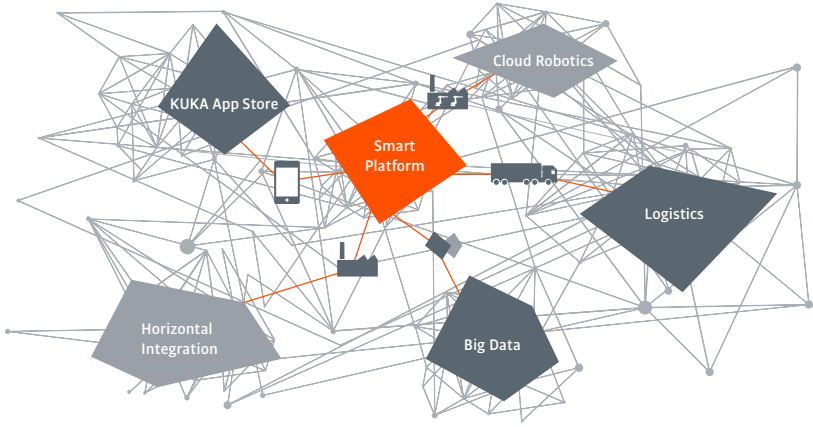 Cloud Robotics
KUKA App Store
Smart
Platform
Logistics
Horizontal
Integration
Big Data